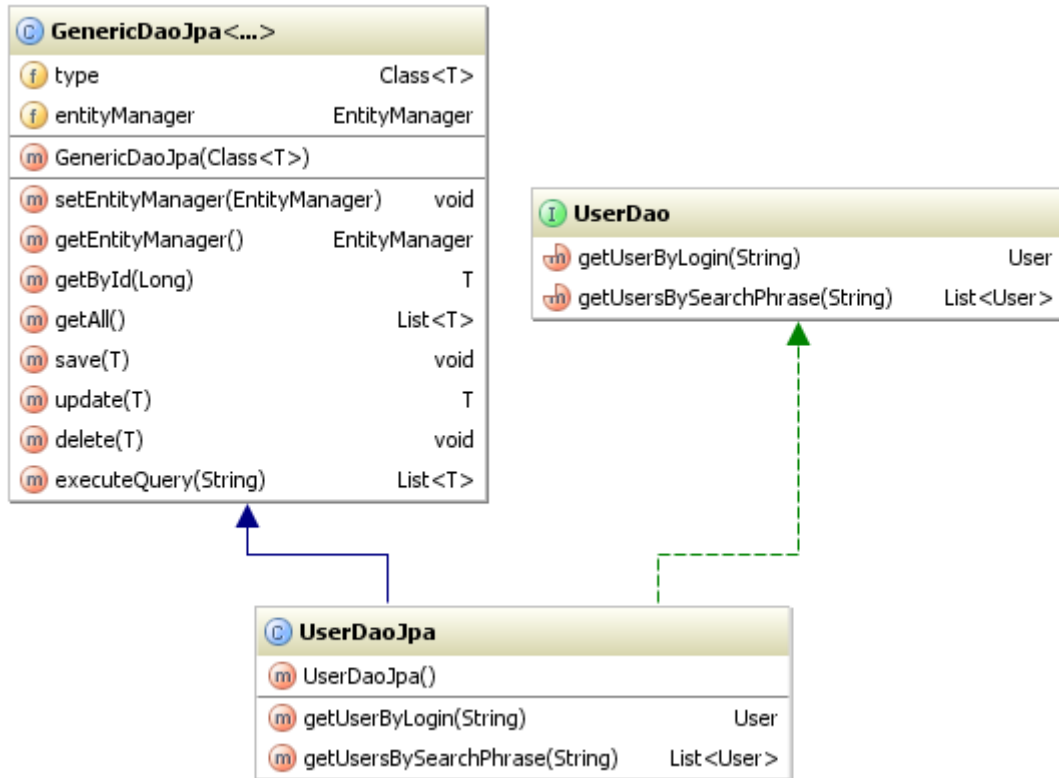 C GenericDaoJpa<...>
f type Class<T>
f entityManager EntityManager
m GenericDaoJpa(Class<T>)
m setEntityManager(EntityManager) void
m getEntityManager() EntityManager
m getById(Long) T
m getAll() List<T>
m save(T) void
m update(T) T
m delete(T) void
m executeQuery(String) List<T>
I UserDao
m getUserByLogin(String) User
m getUsersBySearchPhrase(String) List<User>
C UserDaoJpa
m UserDaoJpa()
m getUserByLogin(String) User
m getUsersBySearchPhrase(String) List<User>